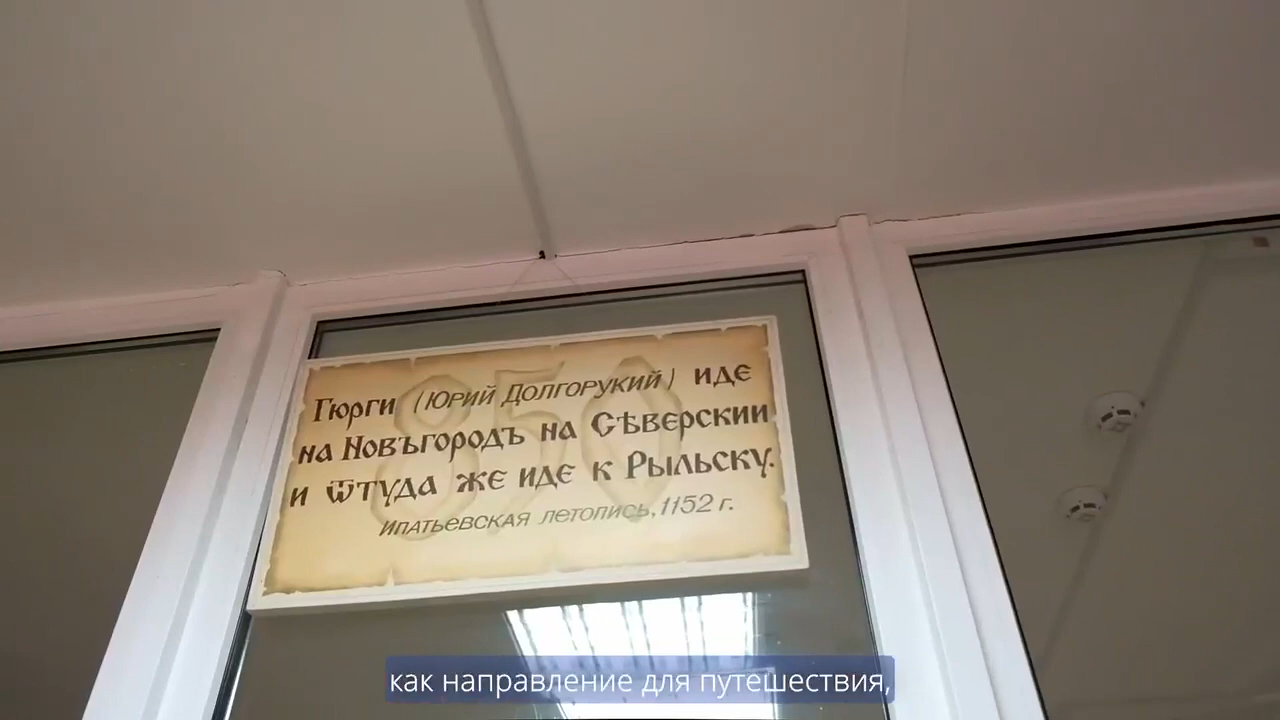 Гюрги (Юрий Долгорукий) иде
на Новъгородъ на Сѣверскии
и ѿтуда же иде к Рыльску.
Ипатьевская летопись, 1152 г.
850
как направление для путешествия,